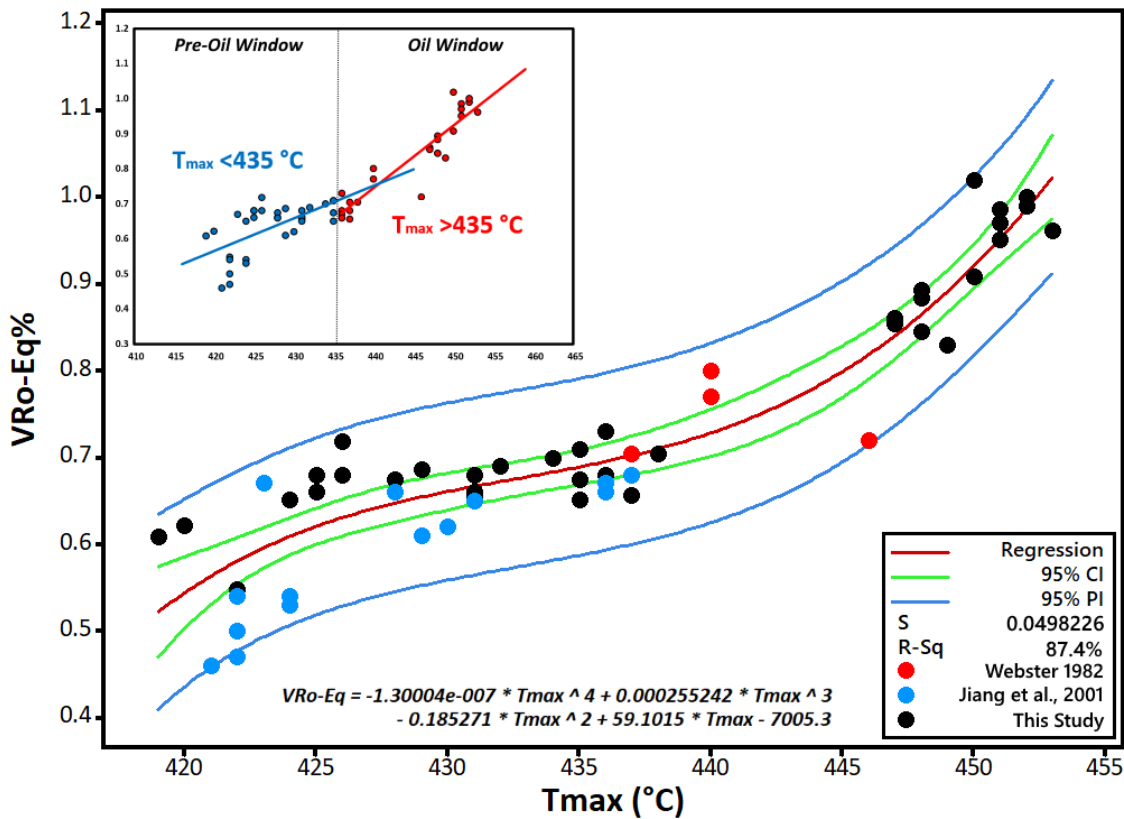 1.2
1.1
1.0
0.9
0.8
0.7
0.6
0.5
0.4
VRo-Eq%
1.2
1.1
1.0
0.9
0.8
0.7
0.6
0.5
0.4
0.3
Pre-Oil Window
Oil Window
Tmax <435 °C
Tmax >435 °C
410 415 420 425 430 435 440 445 450 455 460 465
Regression
95% CI
95% PI
S 0.0498226
R-Sq 87.4%
Webster 1982
Jiang et al., 2001
This Study
VRo-Eq = -1.30004e-007 * Tmax ^ 4 + 0.000255242 * Tmax ^ 3
- 0.185271 * Tmax ^ 2 + 59.1015 * Tmax - 7005.3
420 425 430 435 440 445 450 455
Tmax (°C)